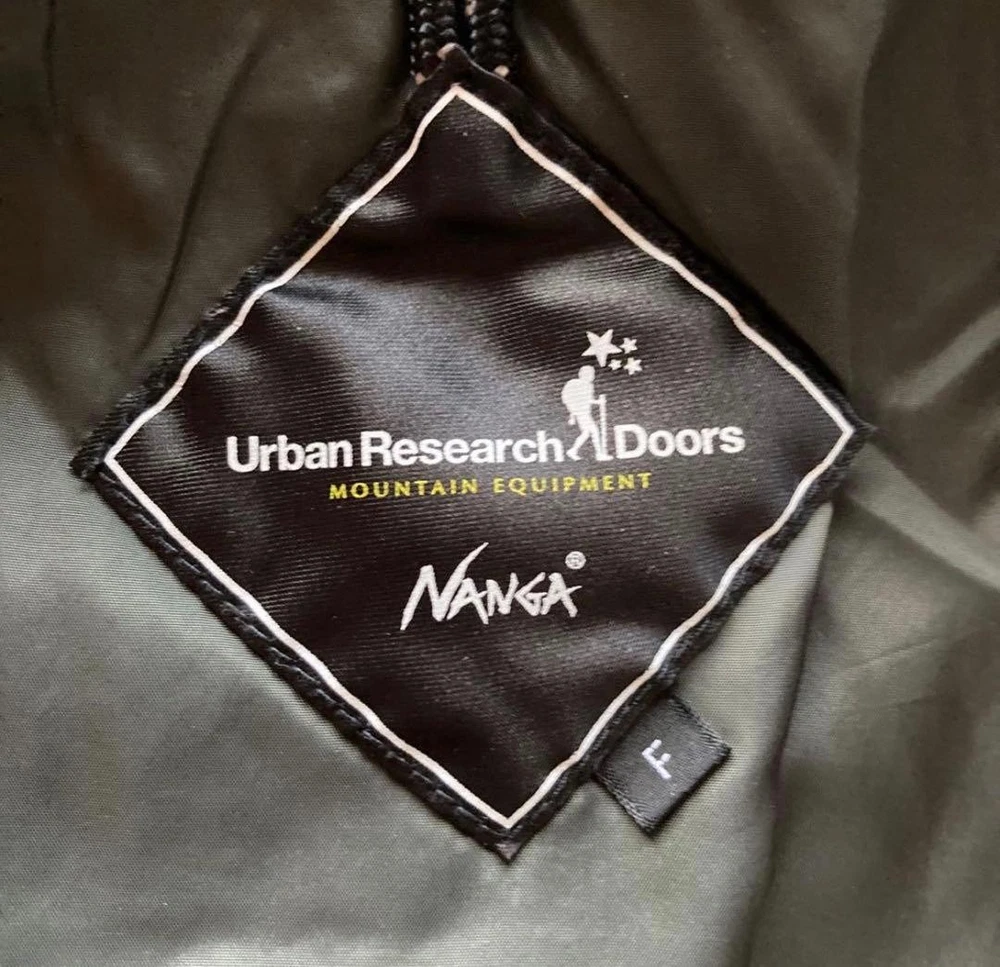 Urban Research Doors
MOUNTAIN EQUIPMENT
NANGA®
F